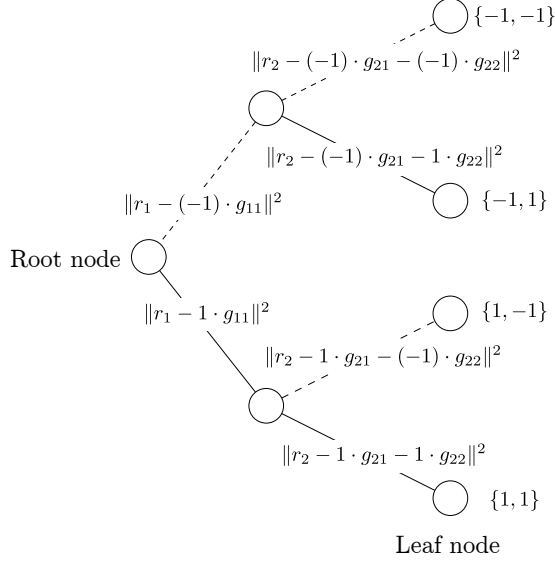 {−1, −1}
‖r₂ − (−1) · g₂₁ − (−1) · g₂₂‖²
‖r₂ − (−1) · g₂₁ − 1 · g₂₂‖²
{−1, 1}
‖r₁ − (−1) · g₁₁‖²
Root node
‖r₁ − 1 · g₁₁‖²
{1, −1}
‖r₂ − 1 · g₂₁ − (−1) · g₂₂‖²
‖r₂ − 1 · g₂₁ − 1 · g₂₂‖²
{1, 1}
Leaf node